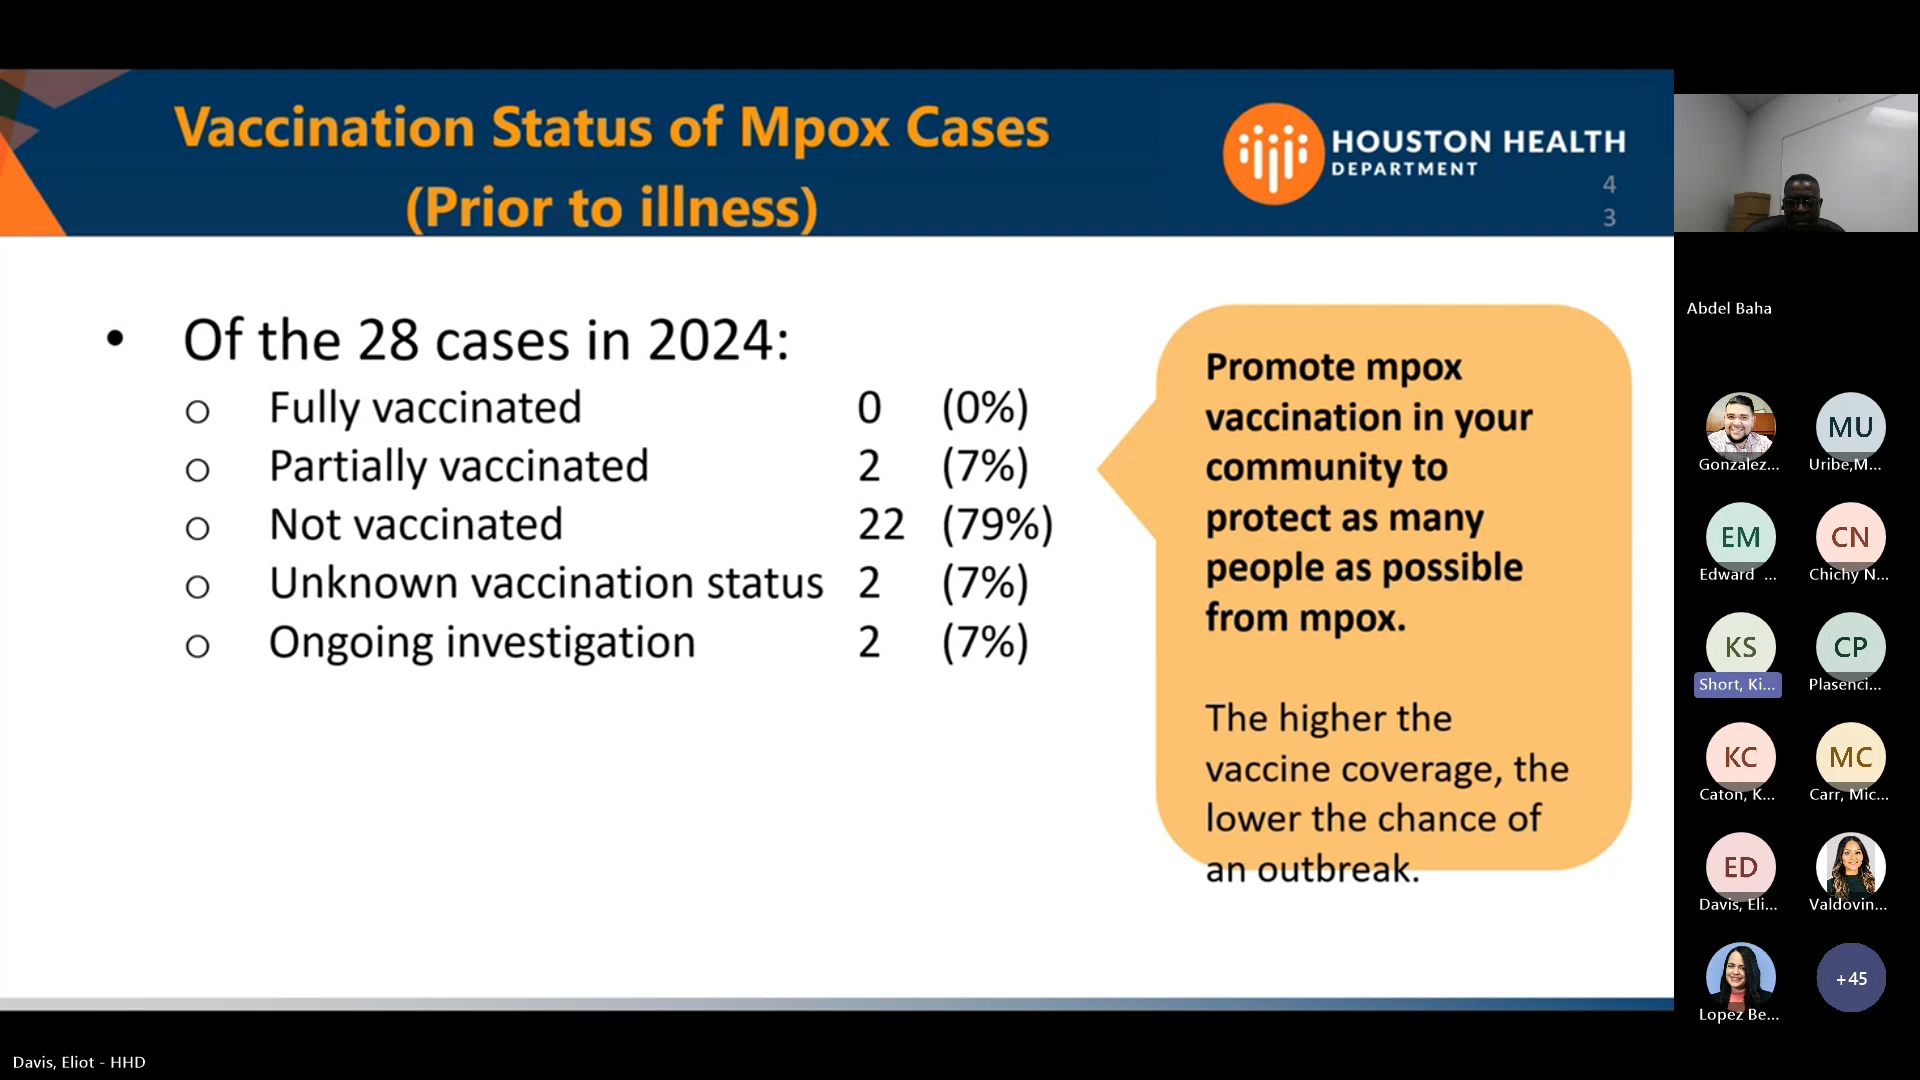 Vaccination Status of Mpox Cases
(Prior to illness)
HOUSTON HEALTH
DEPARTMENT
4
3
• Of the 28 cases in 2024:
o Fully vaccinated 0 (0%)
o Partially vaccinated 2 (7%)
o Not vaccinated 22 (79%)
o Unknown vaccination status 2 (7%)
o Ongoing investigation 2 (7%)
Promote mpox
vaccination in your
community to
protect as many
people as possible
from mpox.
The higher the
vaccine coverage, the
lower the chance of
an outbreak.
Abdel Baha
Gonzalez...
MU
Uribe,M...
EM
Edward ...
CN
Chichy N...
KS
Short, Ki...
CP
Plasenci...
KC
Caton, K...
MC
Carr, Mic...
ED
Davis, Eli...
Valdovin...
Lopez Be...
+45
Davis, Eliot - HHD